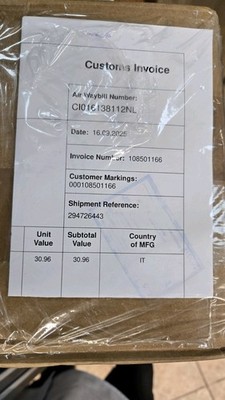 Customs Invoice
Air Waybill Number:
CI016138112NL
Date: 16.09.2025
Invoice Number: 108501166
Customer Markings:
000108501166
Shipment Reference:
294726443
Unit Value Subtotal Value Country of MFG
30.96 30.96 IT